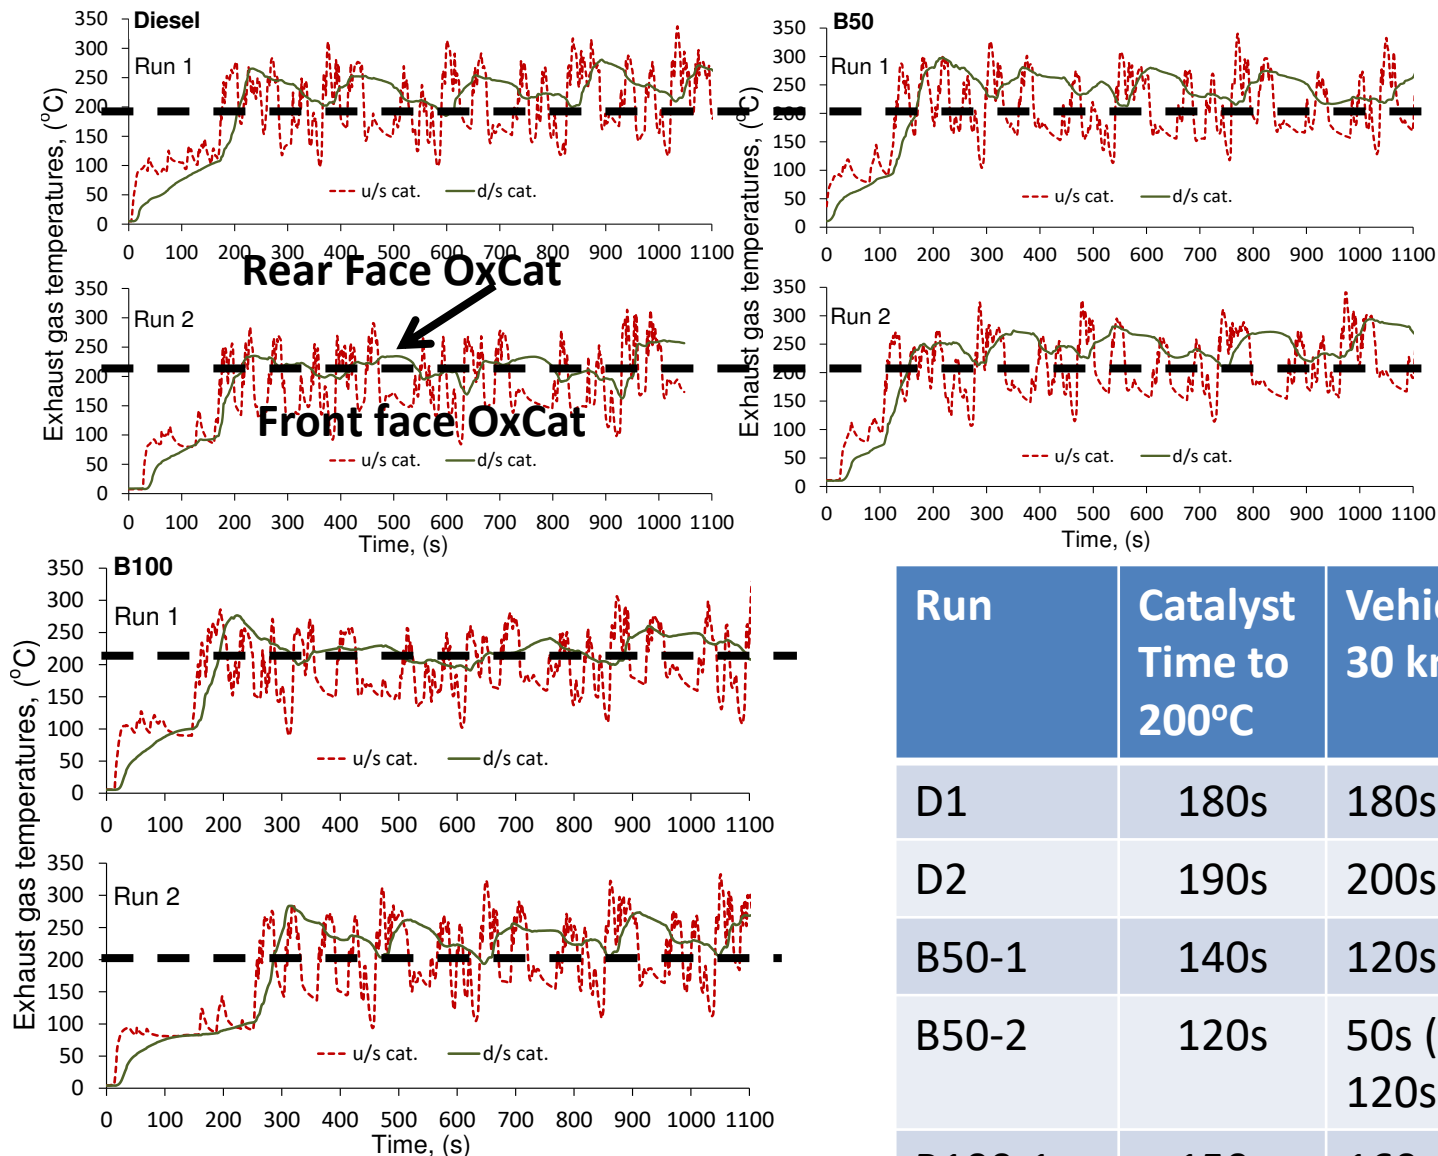 Diesel
Exhaust gas temperatures, (°C)
350
300
250
200
150
100
50
0
Run 1
u/s cat.
d/s cat.
0 100 200 300 400 500 600 700 800 900 1000 1100
Rear Face OxCat
350
300
250
200
150
100
50
0
Run 2
Front face OxCat
u/s cat.
d/s cat.
0 100 200 300 400 500 600 700 800 900 1000 1100
Time, (s)
B50
Exhaust gas temperatures, (°C)
350
300
250
200
150
100
50
0
Run 1
u/s cat.
d/s cat.
0 100 200 300 400 500 600 700 800 900 1000 1100
350
300
250
200
150
100
50
0
Run 2
u/s cat.
d/s cat.
0 100 200 300 400 500 600 700 800 900 1000 1100
Time, (s)
B100
Exhaust gas temperatures, (°C)
350
300
250
200
150
100
50
0
Run 1
u/s cat.
d/s cat.
0 100 200 300 400 500 600 700 800 900 1000 1100
350
300
250
200
150
100
50
0
Run 2
u/s cat.
d/s cat.
0 100 200 300 400 500 600 700 800 900 1000 1100
Time, (s)
Run
Catalyst
Time to
200°C
30
D1 180s 180s
D2 190s 200s
B50-1 140s 120s
B50-2 120s 50s (
120s